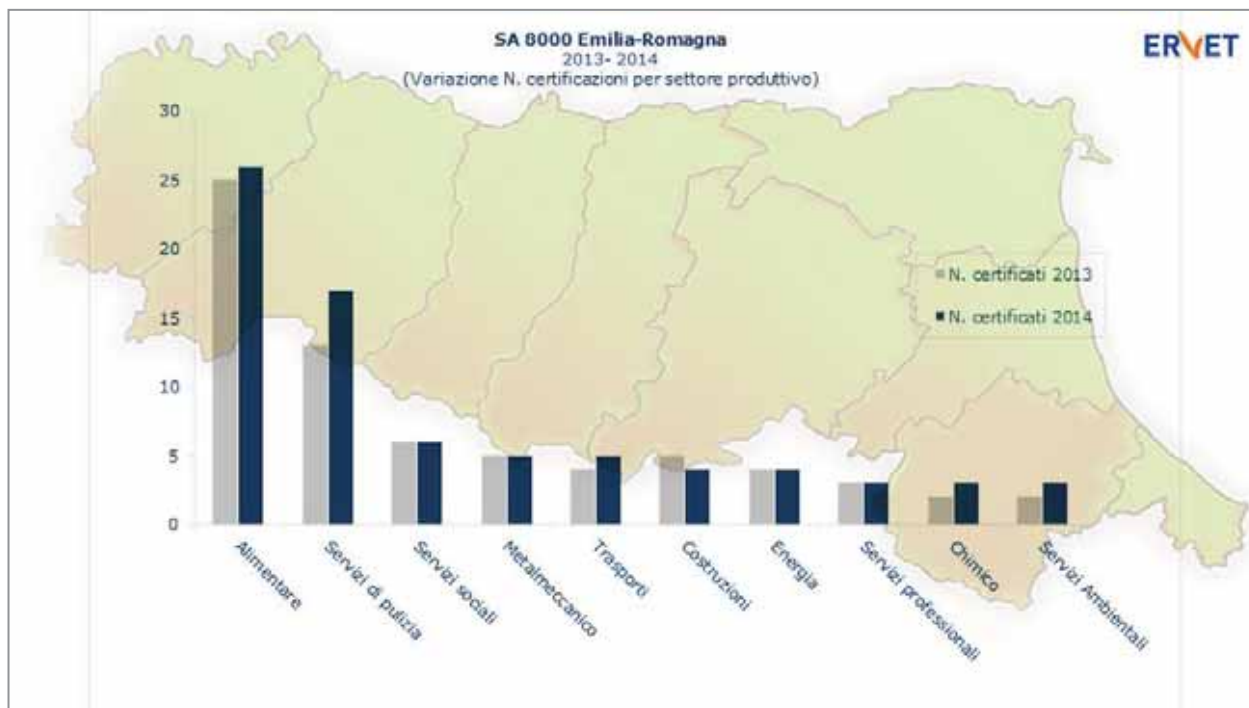 SA 8000 Emilia-Romagna
2013- 2014
(Variazione N. certificazioni per settore produttivo)
ERVET
30
25
20
15
10
5
0
N. certificati 2013
N. certificati 2014
Alimentare
Servizi di pulizia
Servizi sociali
Metalmeccanico
Trasporti
Costruzioni
Energia
Servizi professionali
Chimico
Servizi Ambientali